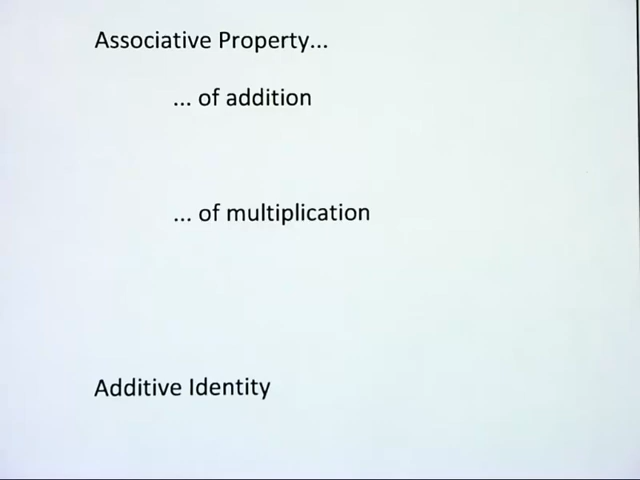 Associative Property...
... of addition
... of multiplication
Additive Identity